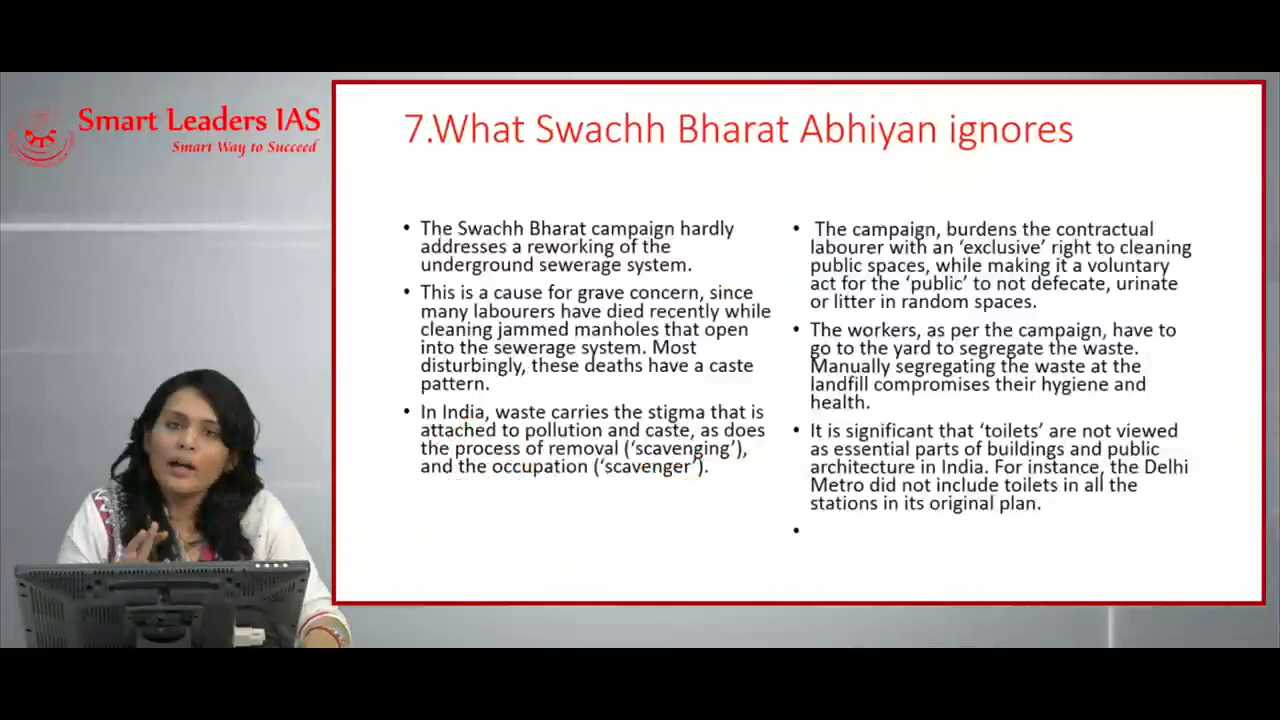 Smart Leaders IAS
Smart Way to Succeed
7.What Swachh Bharat Abhiyan ignores
• The Swachh Bharat campaign hardly
addresses a reworking of the
underground sewerage system.
• This is a cause for grave concern, since
many labourers have died recently while
cleaning jammed manholes that open
into the sewerage system. Most
disturbingly, these deaths have a caste
pattern.
• In India, waste carries the stigma that is
attached to pollution and caste, as does
the process of removal (‘scavenging’),
and the occupation (‘scavenger’).
• The campaign, burdens the contractual
labourer with an ‘exclusive’ right to cleaning
public spaces, while making it a voluntary
act for the ‘public’ to not defecate, urinate
or litter in random spaces.
• The workers, as per the campaign, have to
go to the yard to segregate the waste.
Manually segregating the waste at the
landfill compromises their hygiene and
health.
• It is significant that ‘toilets’ are not viewed
as essential parts of buildings and public
architecture in India. For instance, the Delhi
Metro did not include toilets in all the
stations in its original plan.
•